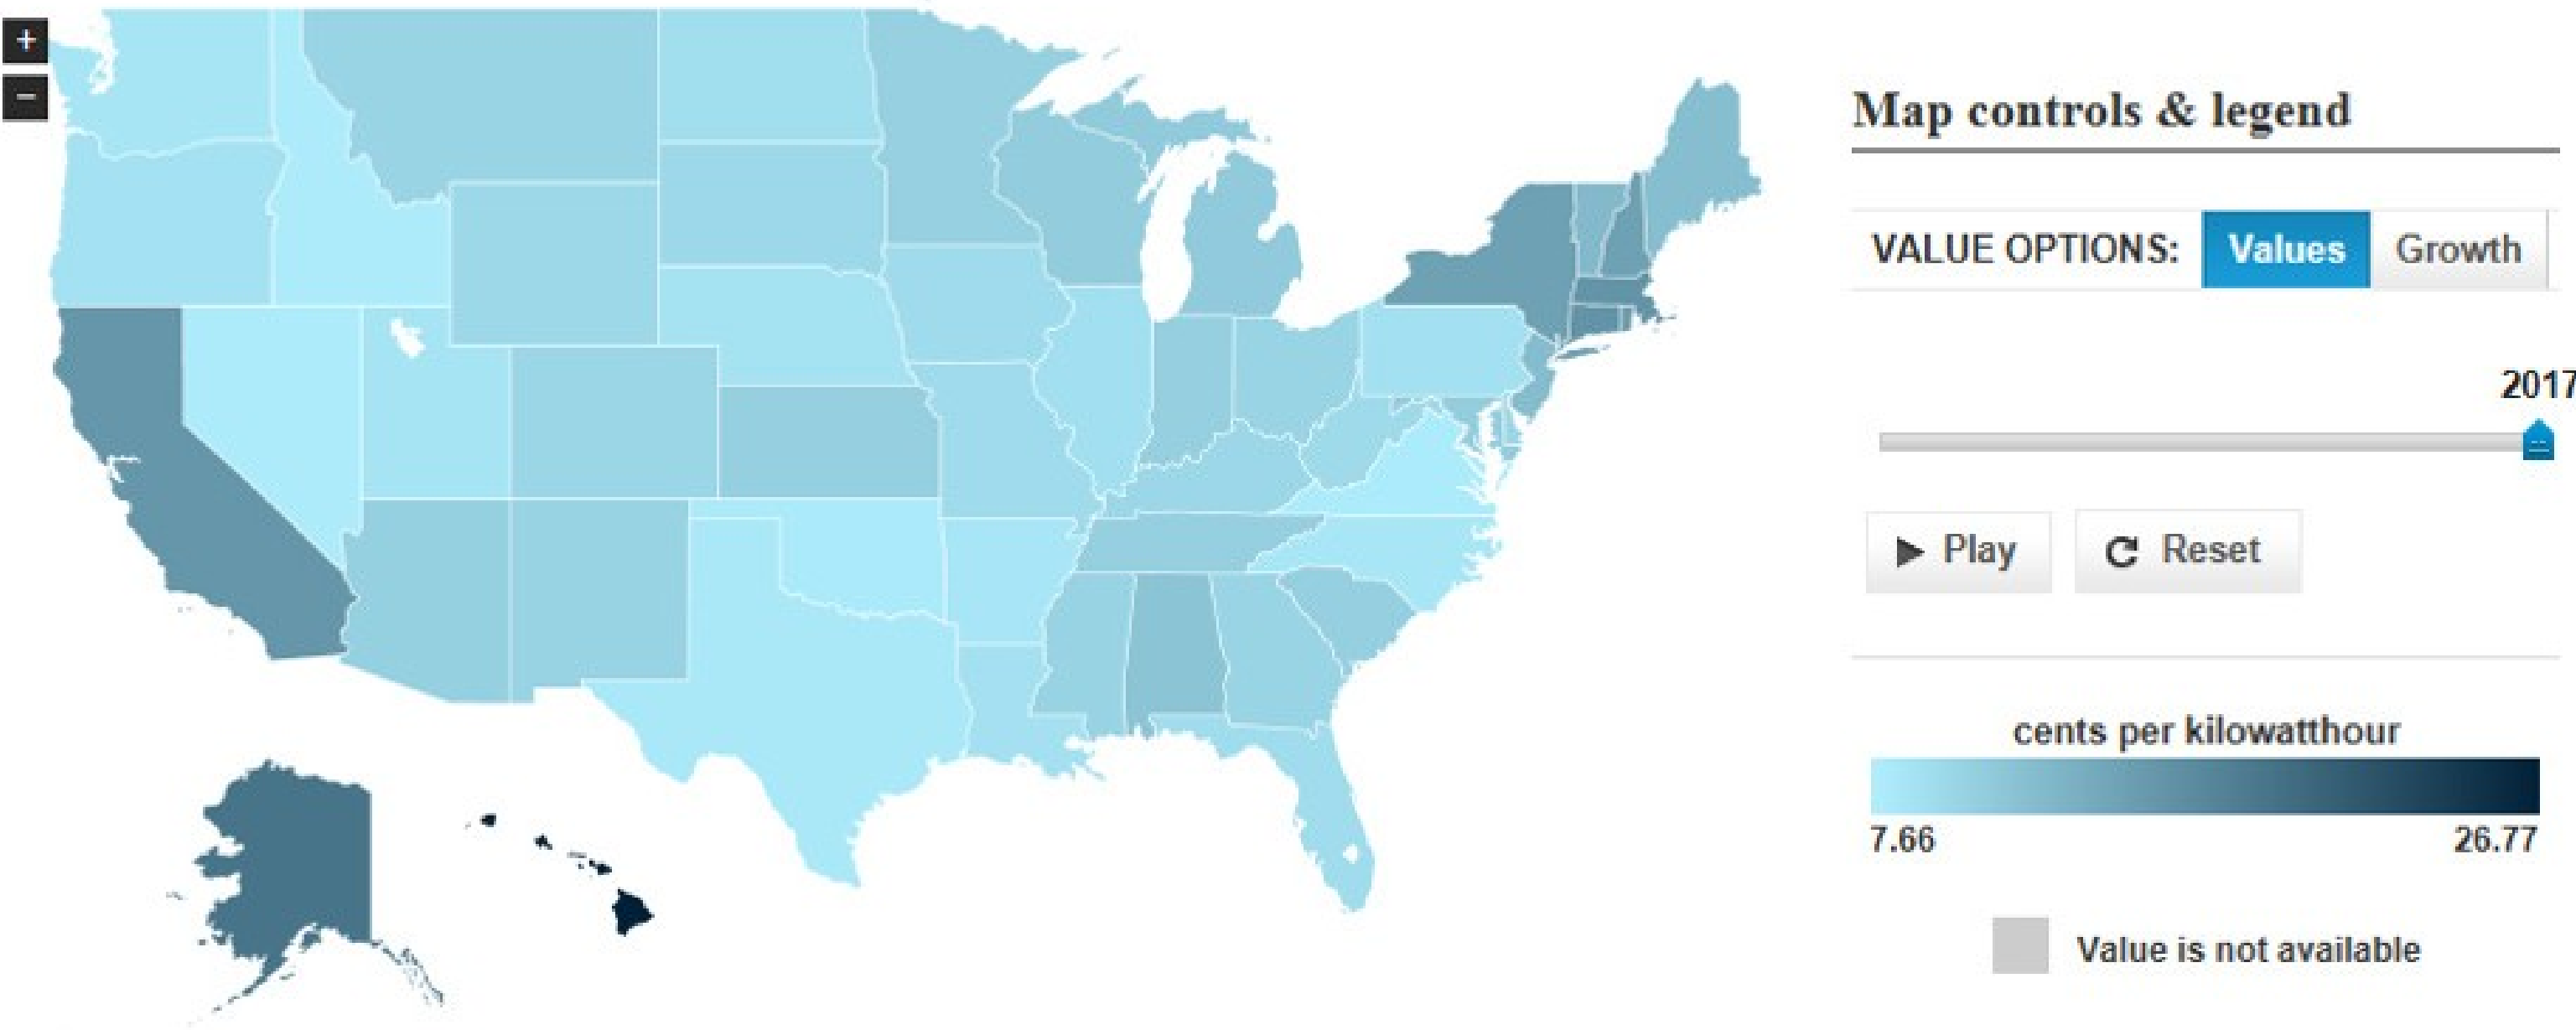 +
−
Map controls & legend
VALUE OPTIONS: Values Growth
2017
Play Reset
cents per kilowatthour
7.66 26.77
Value is not available